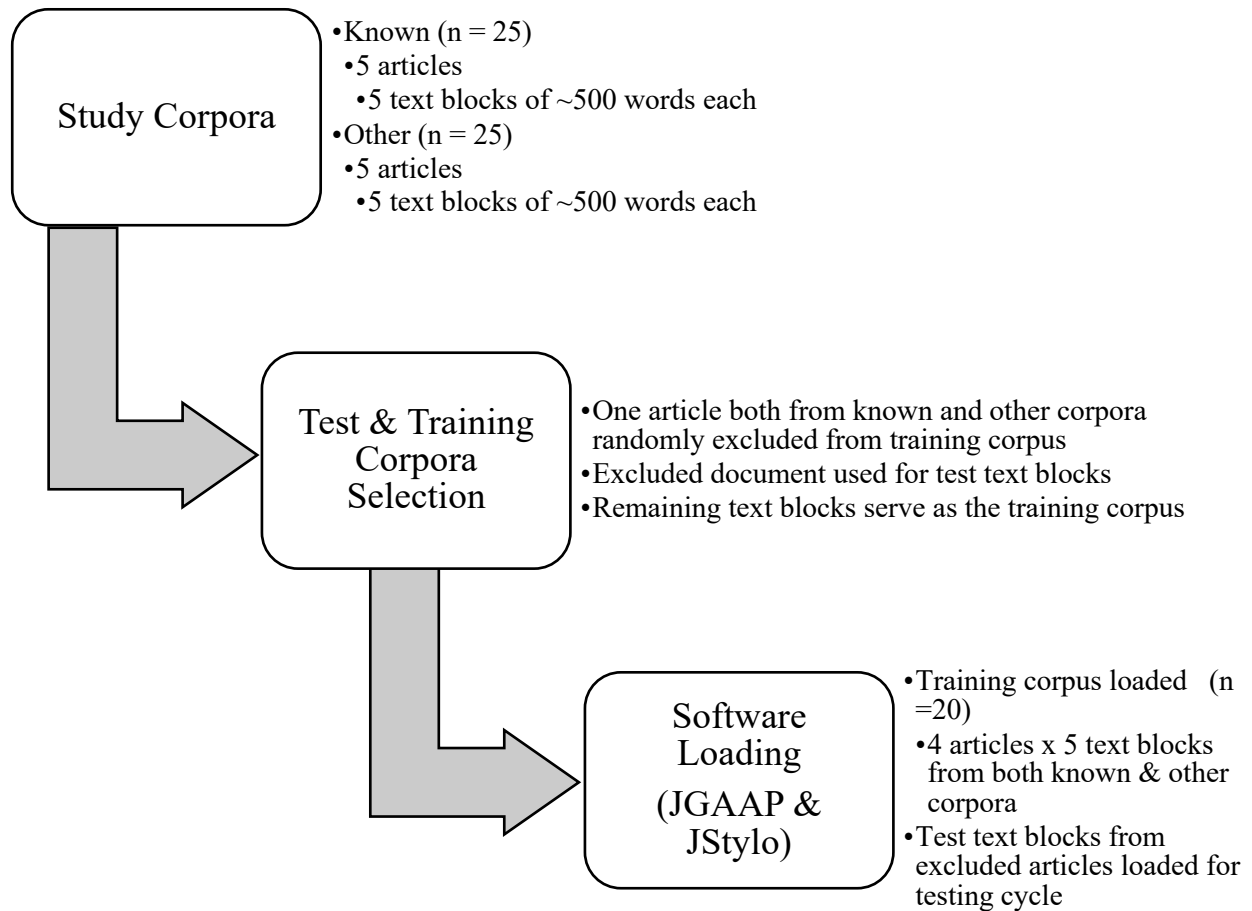 Study Corpora
•Known (n = 25)
•5 articles
•5 text blocks of ~500 words each
•Other (n = 25)
•5 articles
•5 text blocks of ~500 words each
Test & Training
Corpora
Selection
•One article both from known and other corpora
randomly excluded from training corpus
•Excluded document used for test text blocks
•Remaining text blocks serve as the training corpus
Software
Loading
(JGAAP &
JStylo)
•Training corpus loaded (n
=20)
•4 articles x 5 text blocks
from both known & other
corpora
•Test text blocks from
excluded articles loaded for
testing cycle